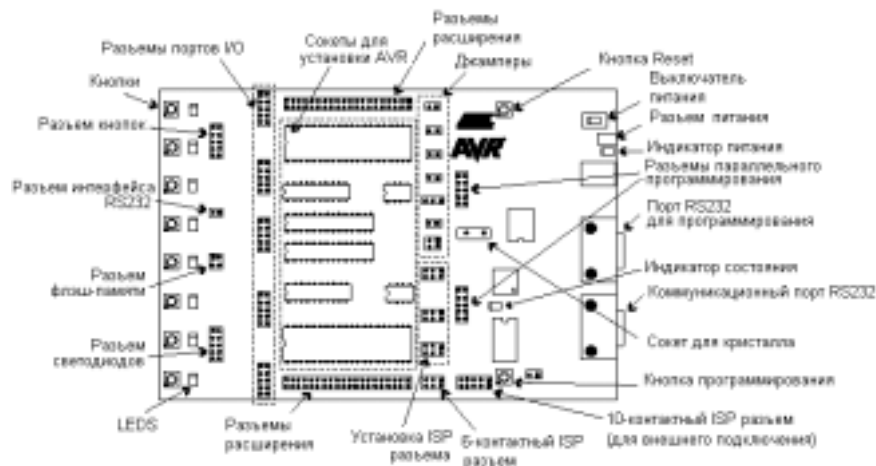 Разъемы портов I/O
Сокеты для
установки AVR
Разъемы
расширения
Джамперы
Кнопка Reset
Выключатель
питания
Разъем питания
Индикатор питания
Разъемы параллельного
программирования
Порт RS232
для программирования
Индикатор состояния
Коммуникационный порт RS232
Сокет для кристалла
Кнопка программирования
10-контактный ISP разъем
(для внешнего подключения)
6-контактный ISP
разъем
Установка ISP
разъема
Разъемы
расширения
LEDS
Разъем
светодиодов
Разъем
флэш-памяти
Разъем интерфейса
RS232
Разъем кнопок
Кнопки
AVR